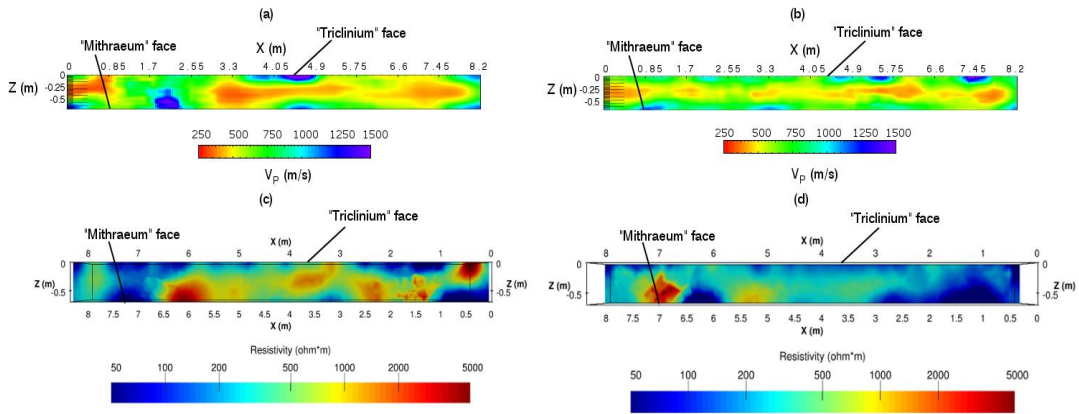 (a)
"Triclinium" face
"Mithraeum" face
X (m)
0 0.85 1.7 2.55 3.3 4.05 4.9 5.75 6.6 7.45 8.2
Z (m)
0
-0.25
-0.5
250 500 750 1000 1250 1500
VP (m/s)
(b)
"Triclinium" face
"Mithraeum" face
X (m)
0 0.85 1.7 2.55 3.3 4.05 4.9 5.75 6.6 7.45 8.2
Z (m)
0
-0.25
-0.5
250 500 750 1000 1250 1500
VP (m/s)
(c)
"Triclinium" face
"Mithraeum" face
X (m)
8 7 6 5 4 3 2 1 0
Z (m)
0
-0.5
0
-0.5
Z (m)
8 7.5 7 6.5 6 5.5 5 4.5 4 3.5 3 2.5 2 1.5 1 0.5 0
X (m)
Resistivity (ohm*m)
50 100 200 500 1000 2000 5000
(d)
"Triclinium" face
"Mithraeum" face
X (m)
8 7 6 5 4 3 2 1 0
Z (m)
0
-0.5
0
-0.5
Z (m)
8 7.5 7 6.5 6 5.5 5 4.5 4 3.5 3 2.5 2 1.5 1 0.5 0
X (m)
Resistivity (ohm*m)
50 100 200 500 1000 2000 5000